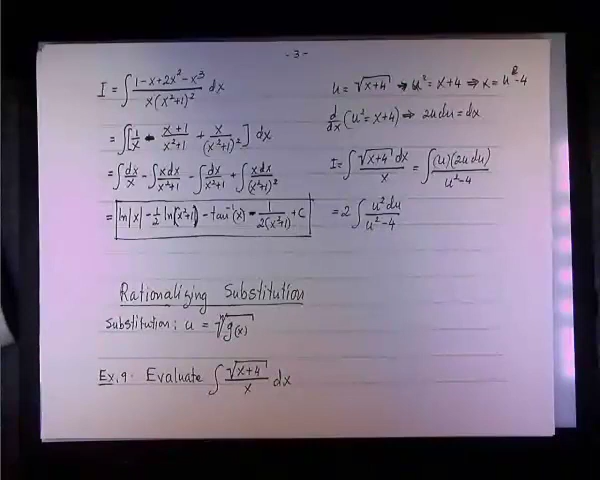 - 3 -
I = ∫ (1 - x + 2x² - x³) / (x(x²+1)²) dx
= ∫ [1/x - (x+1)/(x²+1) + x/(x²+1)²] dx
= ∫ dx/x - ∫ xdx/(x²+1) - ∫ dx/(x²+1) + ∫ xdx/(x²+1)²
= ln|x| - 1/2 ln(x²+1) - tan⁻¹(x) - 1/(2(x²+1)) + C
Rationalizing Substitution
Substitution: u = ⁿ√g(x)
Ex. 9. Evaluate ∫ √(x+4) / x dx
u = √(x+4) → u² = x+4 ⇒ x = u²-4
d/dx (u² = x+4) ⇒ 2u du = dx
I = ∫ √(x+4) dx / x = ∫ (u)(2u du) / (u²-4)
= 2 ∫ u² du / (u²-4)